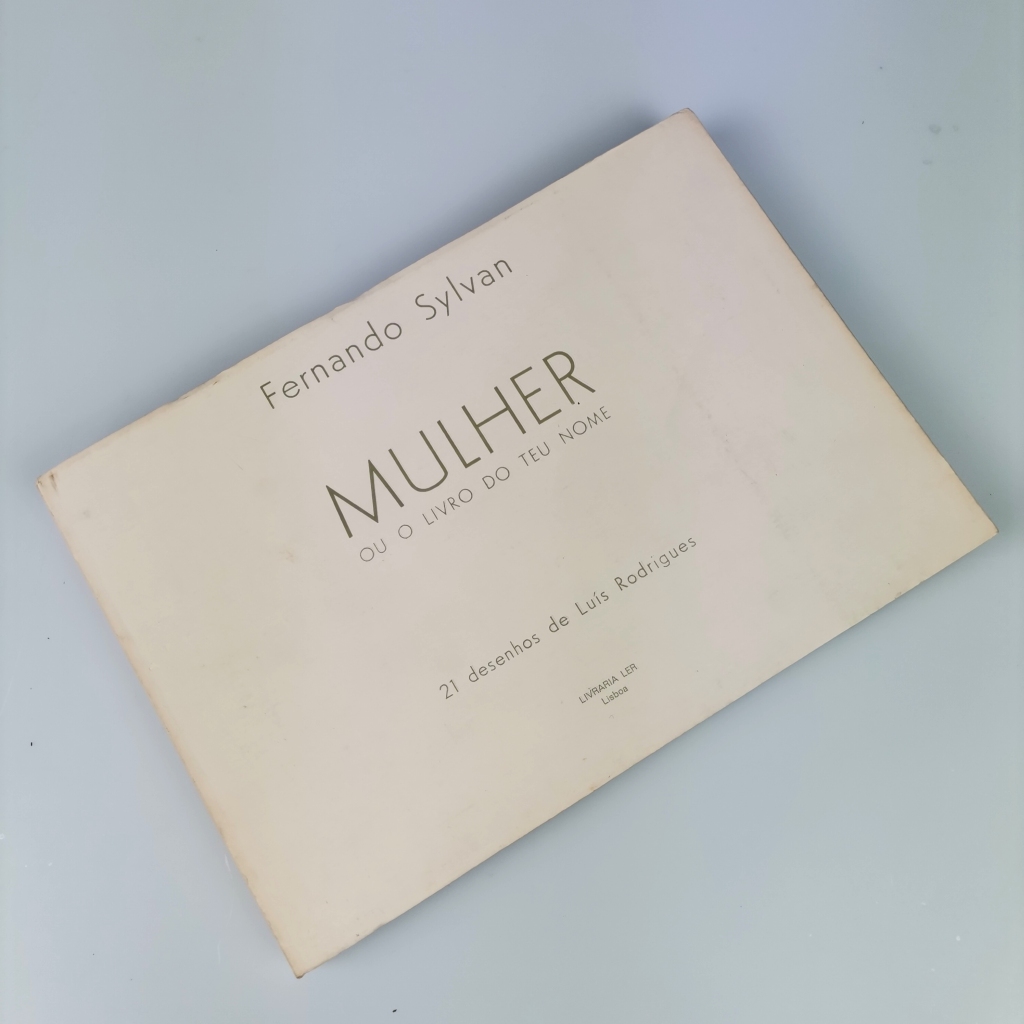 Fernando Sylvan
MULHER
OU O LIVRO DO TEU NOME
21 desenhos de Luís Rodrigues
LIVRARIA LER
Lisboa